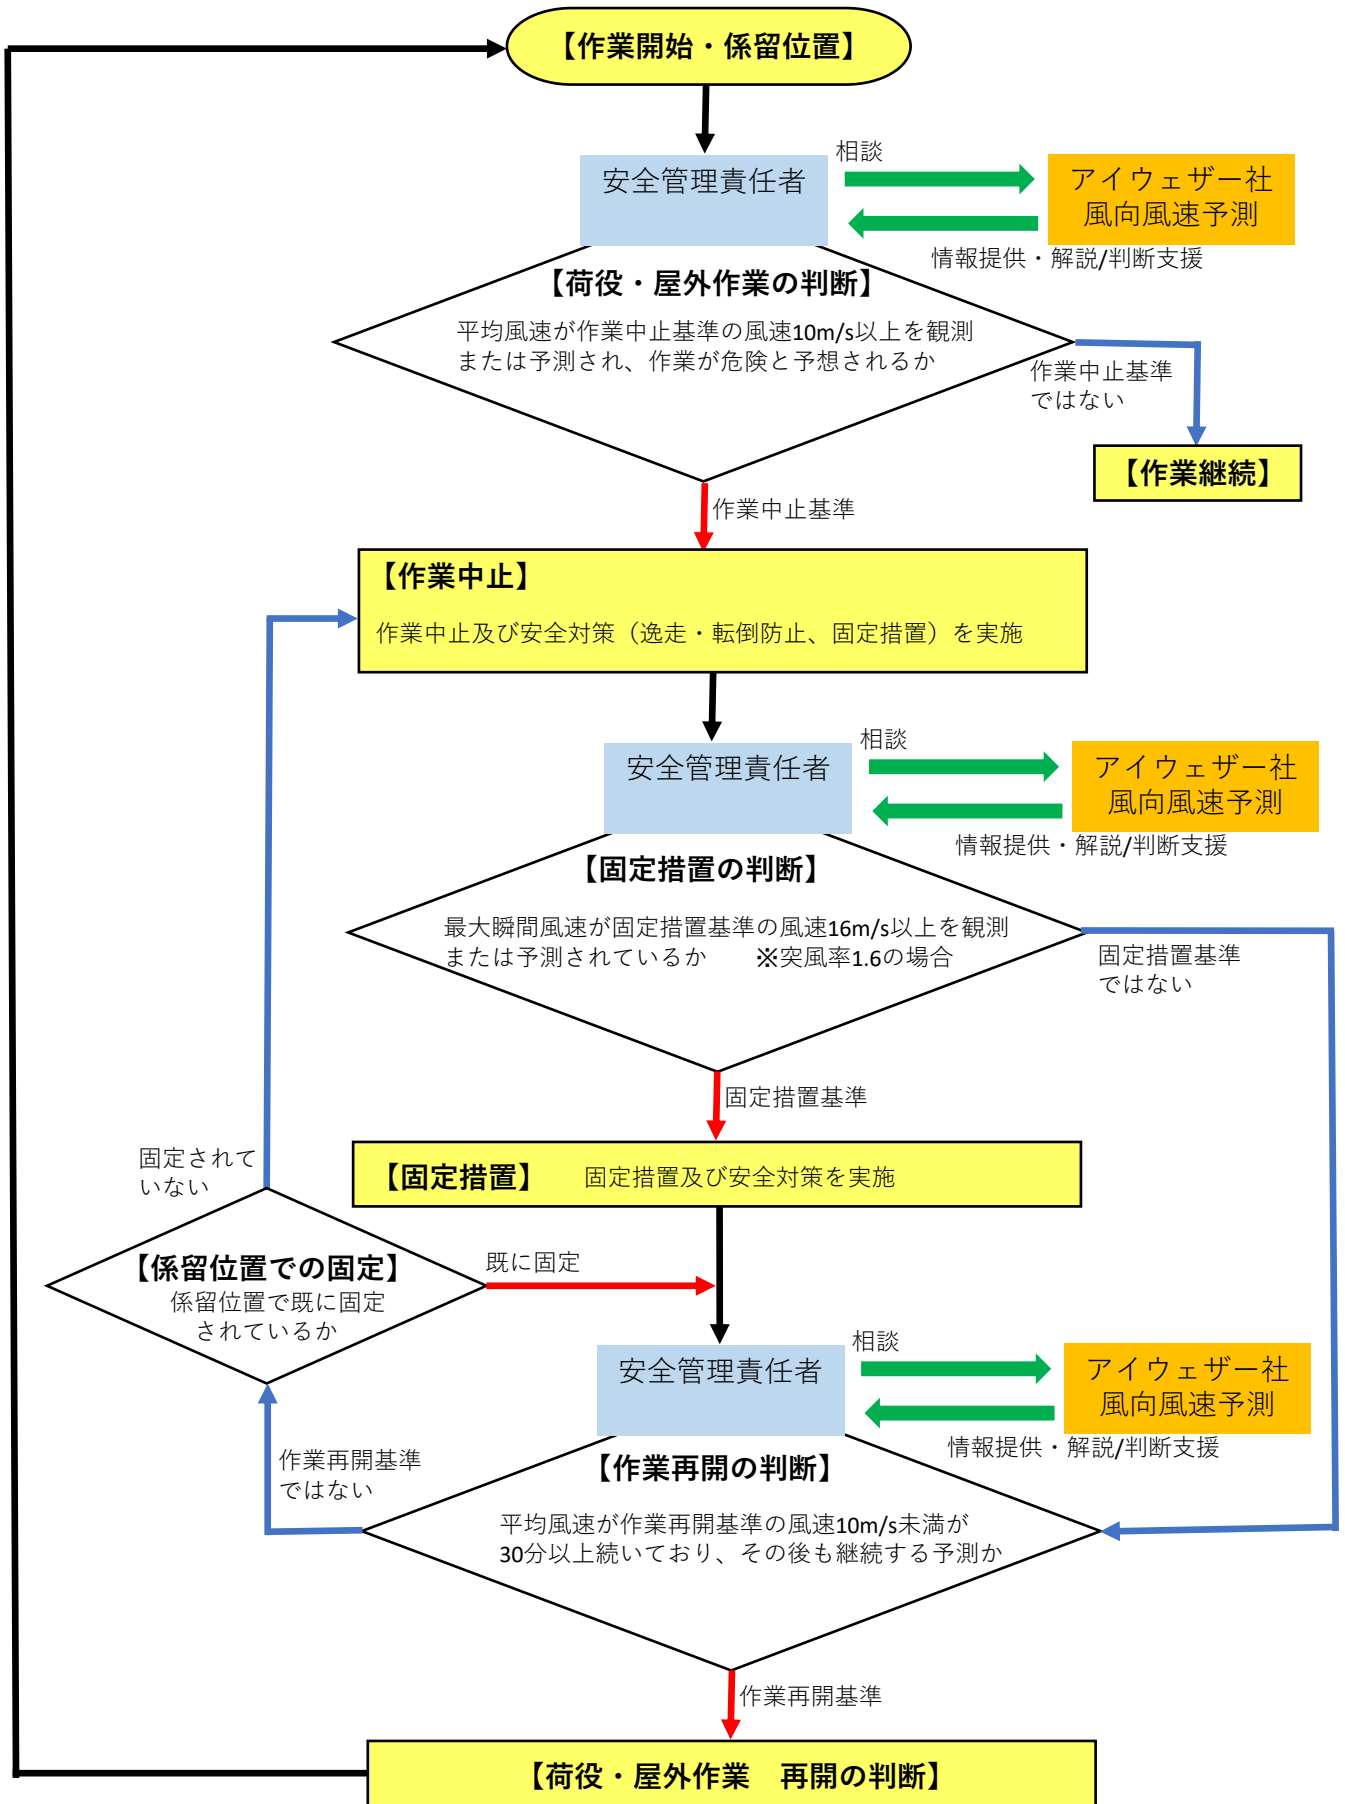 【作業開始・係留位置】
安全管理責任者
相談
アイウェザー社
風向風速予測
情報提供・解説/判断支援
【荷役・屋外作業の判断】
平均風速が作業中止基準の風速10m/s以上を観測
または予測され、作業が危険と予想されるか
作業中止基準
ではない
【作業継続】
作業中止基準
【作業中止】
作業中止及び安全対策（逸走・転倒防止、固定措置）を実施
安全管理責任者
相談
アイウェザー社
風向風速予測
情報提供・解説/判断支援
【固定措置の判断】
最大瞬間風速が固定措置基準の風速16m/s以上を観測
または予測されているか　　※突風率1.6の場合
固定措置基準
ではない
固定措置基準
【固定措置】　固定措置及び安全対策を実施
固定されて
いない
【係留位置での固定】
係留位置で既に固定
されているか
既に固定
安全管理責任者
相談
アイウェザー社
風向風速予測
情報提供・解説/判断支援
作業再開基準
ではない
【作業再開の判断】
平均風速が作業再開基準の風速10m/s未満が
30分以上続いており、その後も継続する予測か
作業再開基準
【荷役・屋外作業　再開の判断】